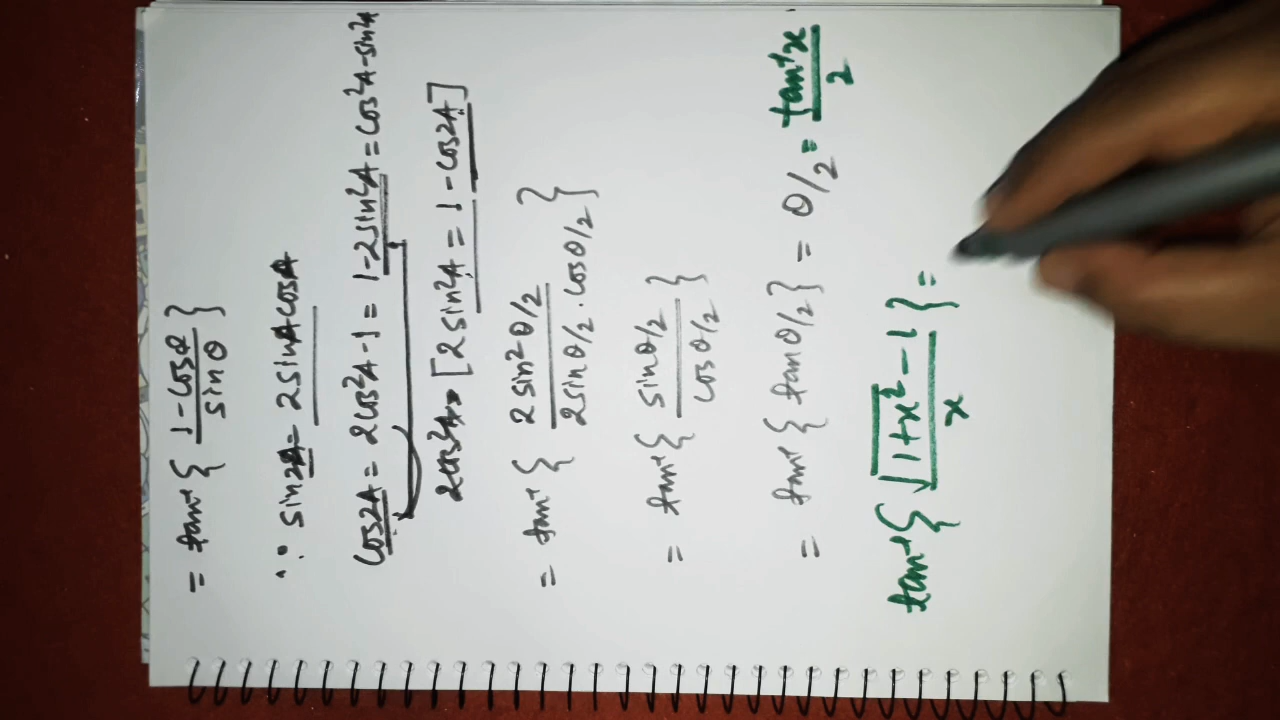 = tan⁻¹{ (1 - cosθ)/(sinθ) }
∵ sin2A = 2sinAcosA
cos2A = 2cos²A - 1 = 1 - 2sin²A = cos²A - sin²A
[2sin²A = 1 - cos2A]
= tan⁻¹{ (2sin²θ/2)/(2sinθ/2 . cosθ/2) }
= tan⁻¹{ (sinθ/2)/(cosθ/2) }
= tan⁻¹{tanθ/2} = θ/2 = (tan⁻¹x)/2
tan⁻¹{ (√(1+x²) - 1)/x } =